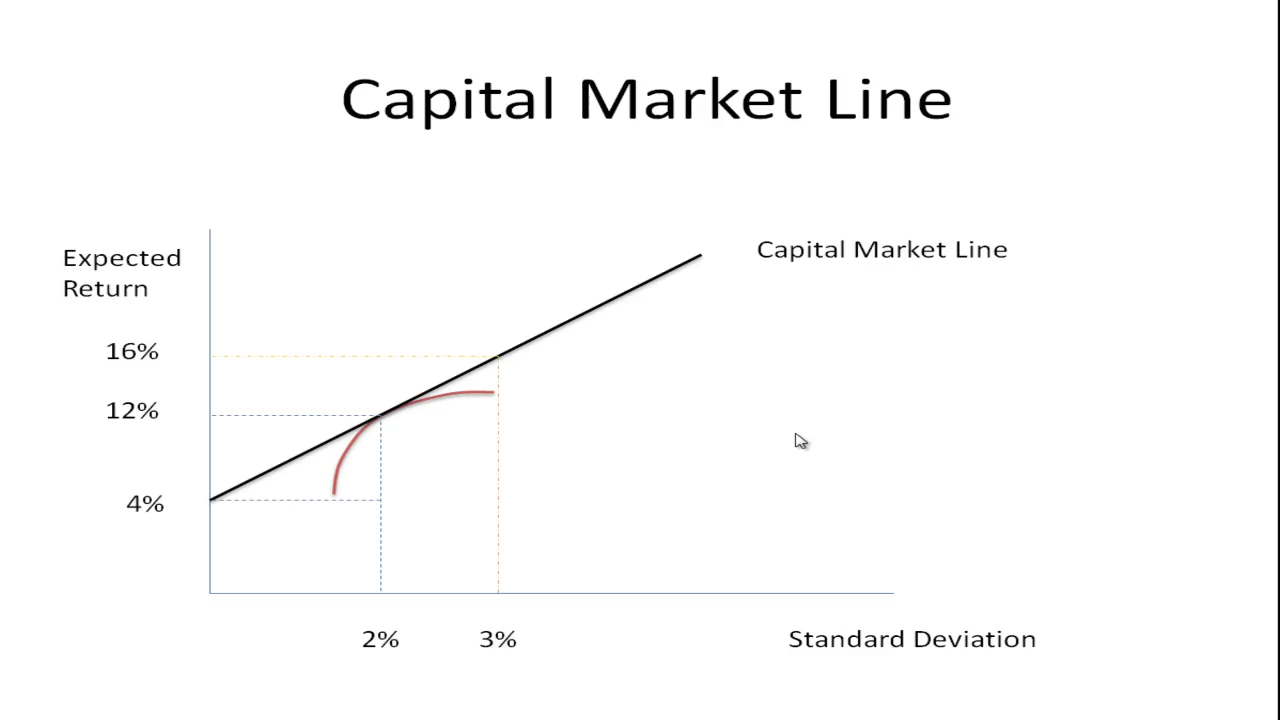 Capital Market Line
Expected
Return
Capital Market Line
16%
12%
4%
2%
3%
Standard Deviation